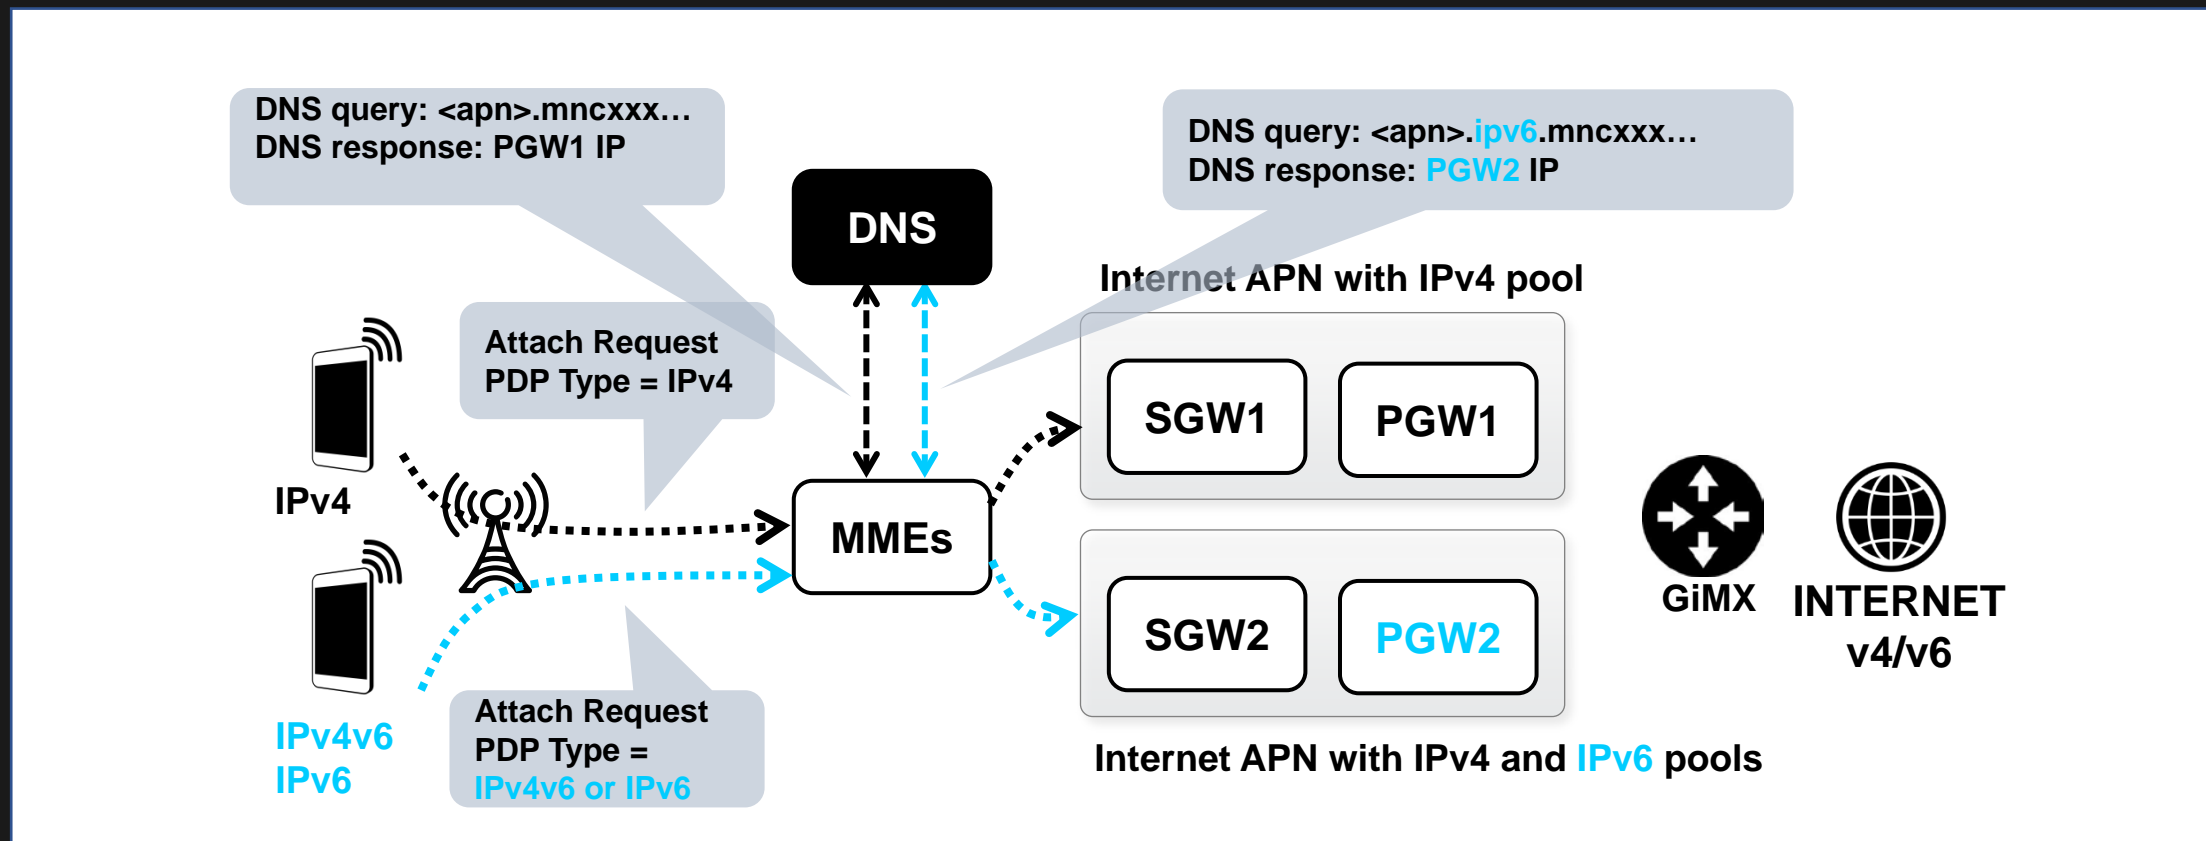 DNS query: <apn>.mncxxx…
DNS response: PGW1 IP
DNS query: <apn>.ipv6.mncxxx…
DNS response: PGW2 IP
DNS
Internet APN with IPv4 pool
Attach Request
PDP Type = IPv4
SGW1
PGW1
IPv4
MMEs
GiMX
INTERNET
v4/v6
SGW2
PGW2
IPv4v6
IPv6
Attach Request
PDP Type =
IPv4v6 or IPv6
Internet APN with IPv4 and IPv6 pools